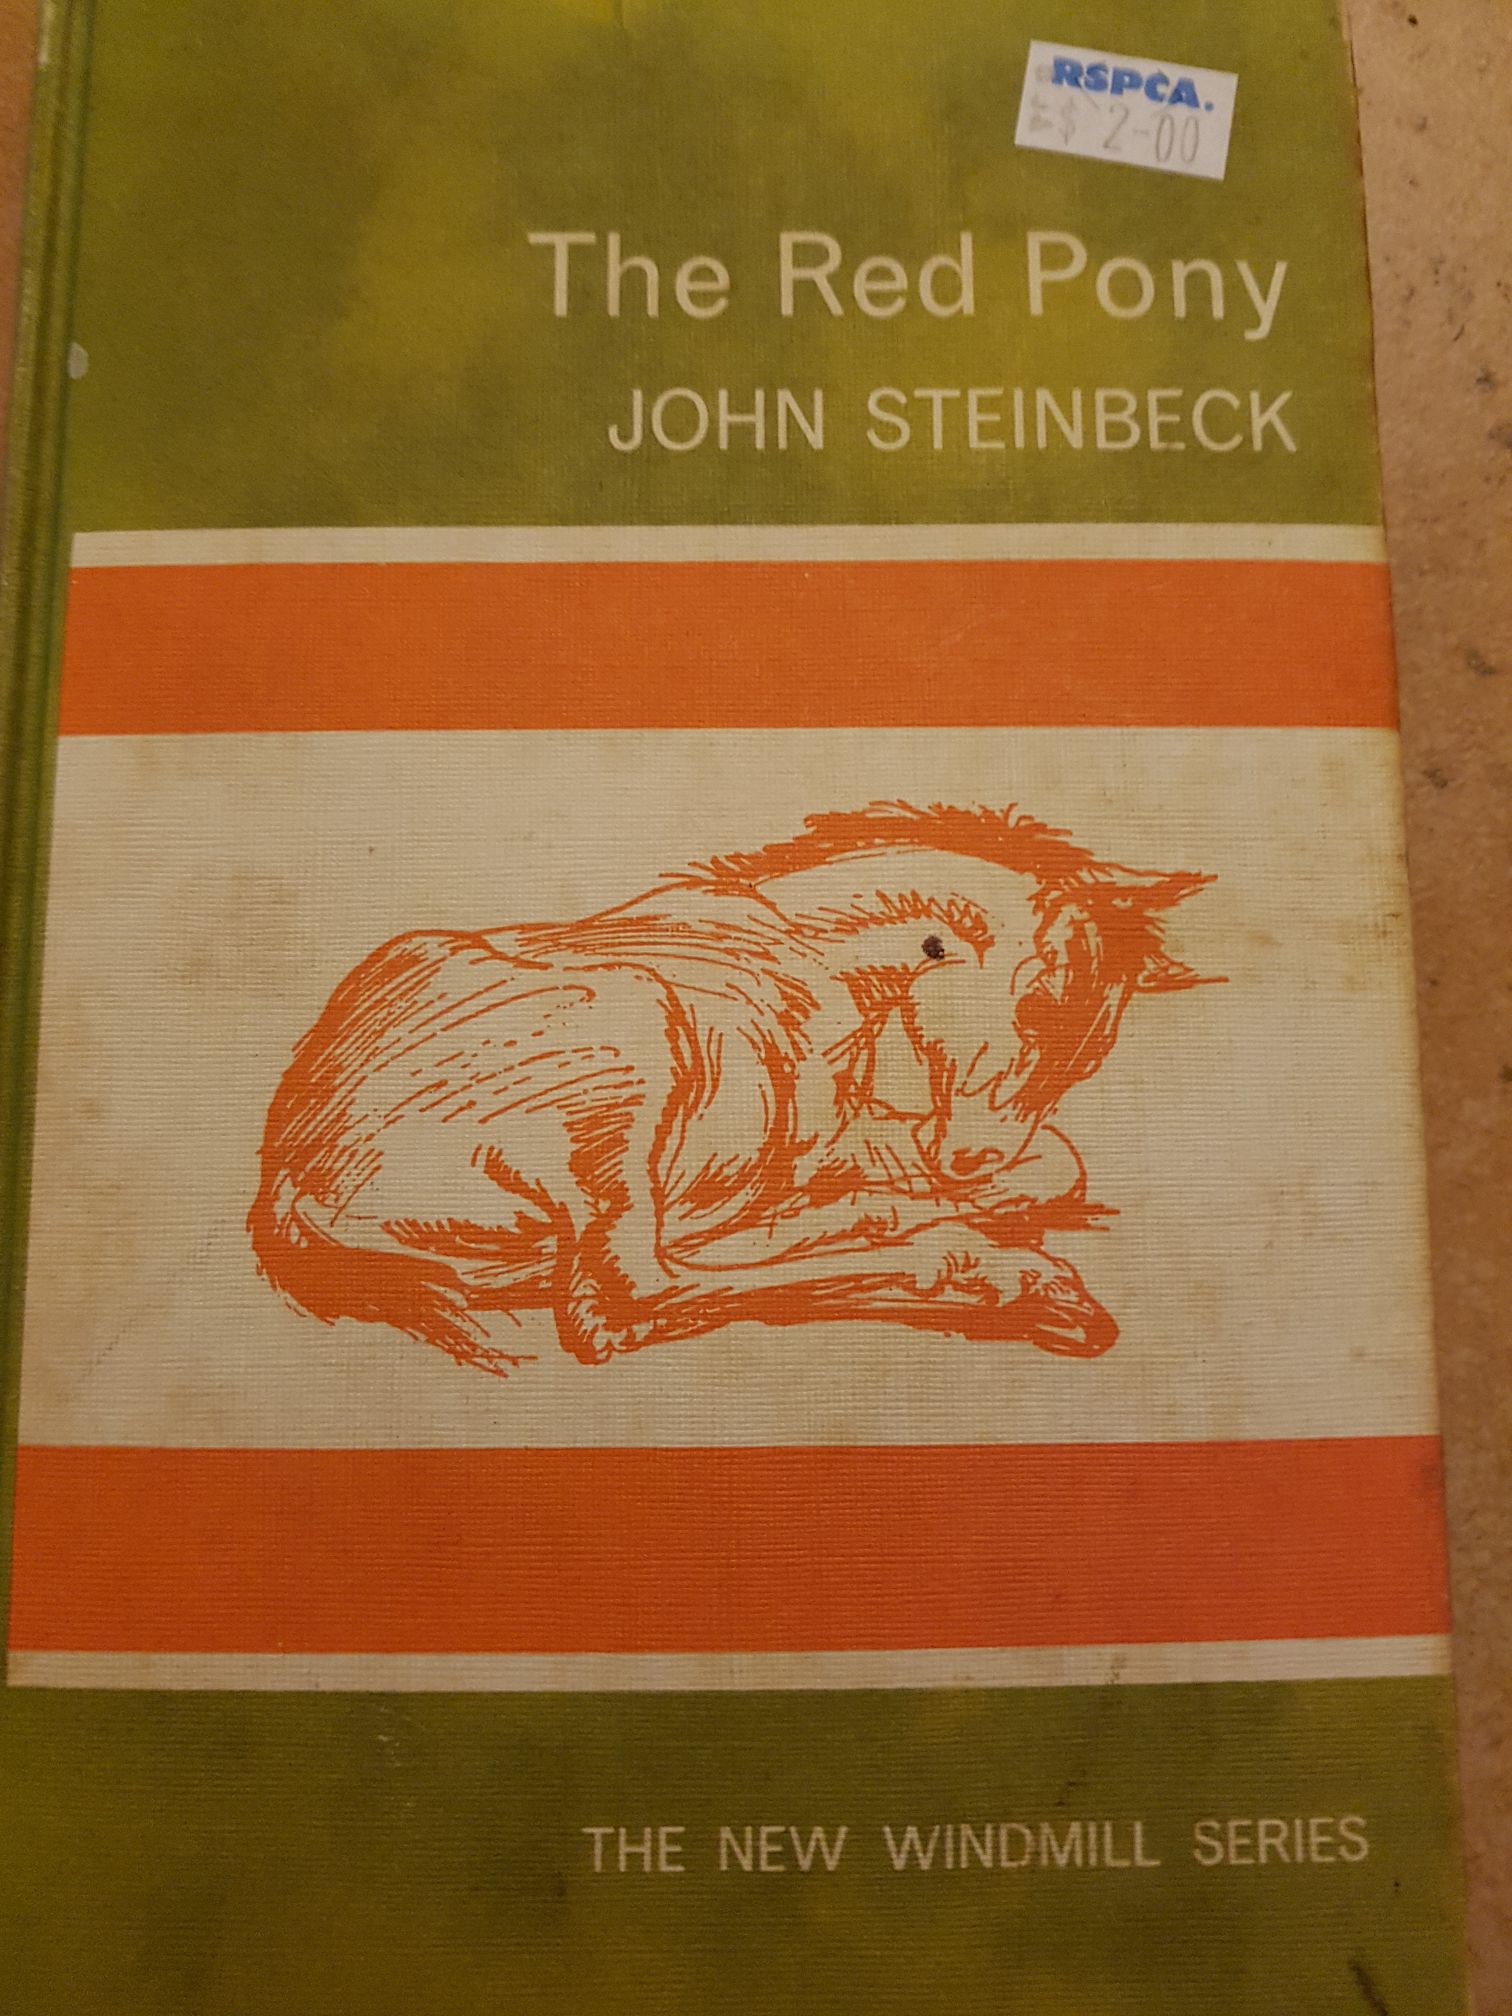 RSPCA.
$ 2-00
The Red Pony
JOHN STEINBECK
THE NEW WINDMILL SERIES